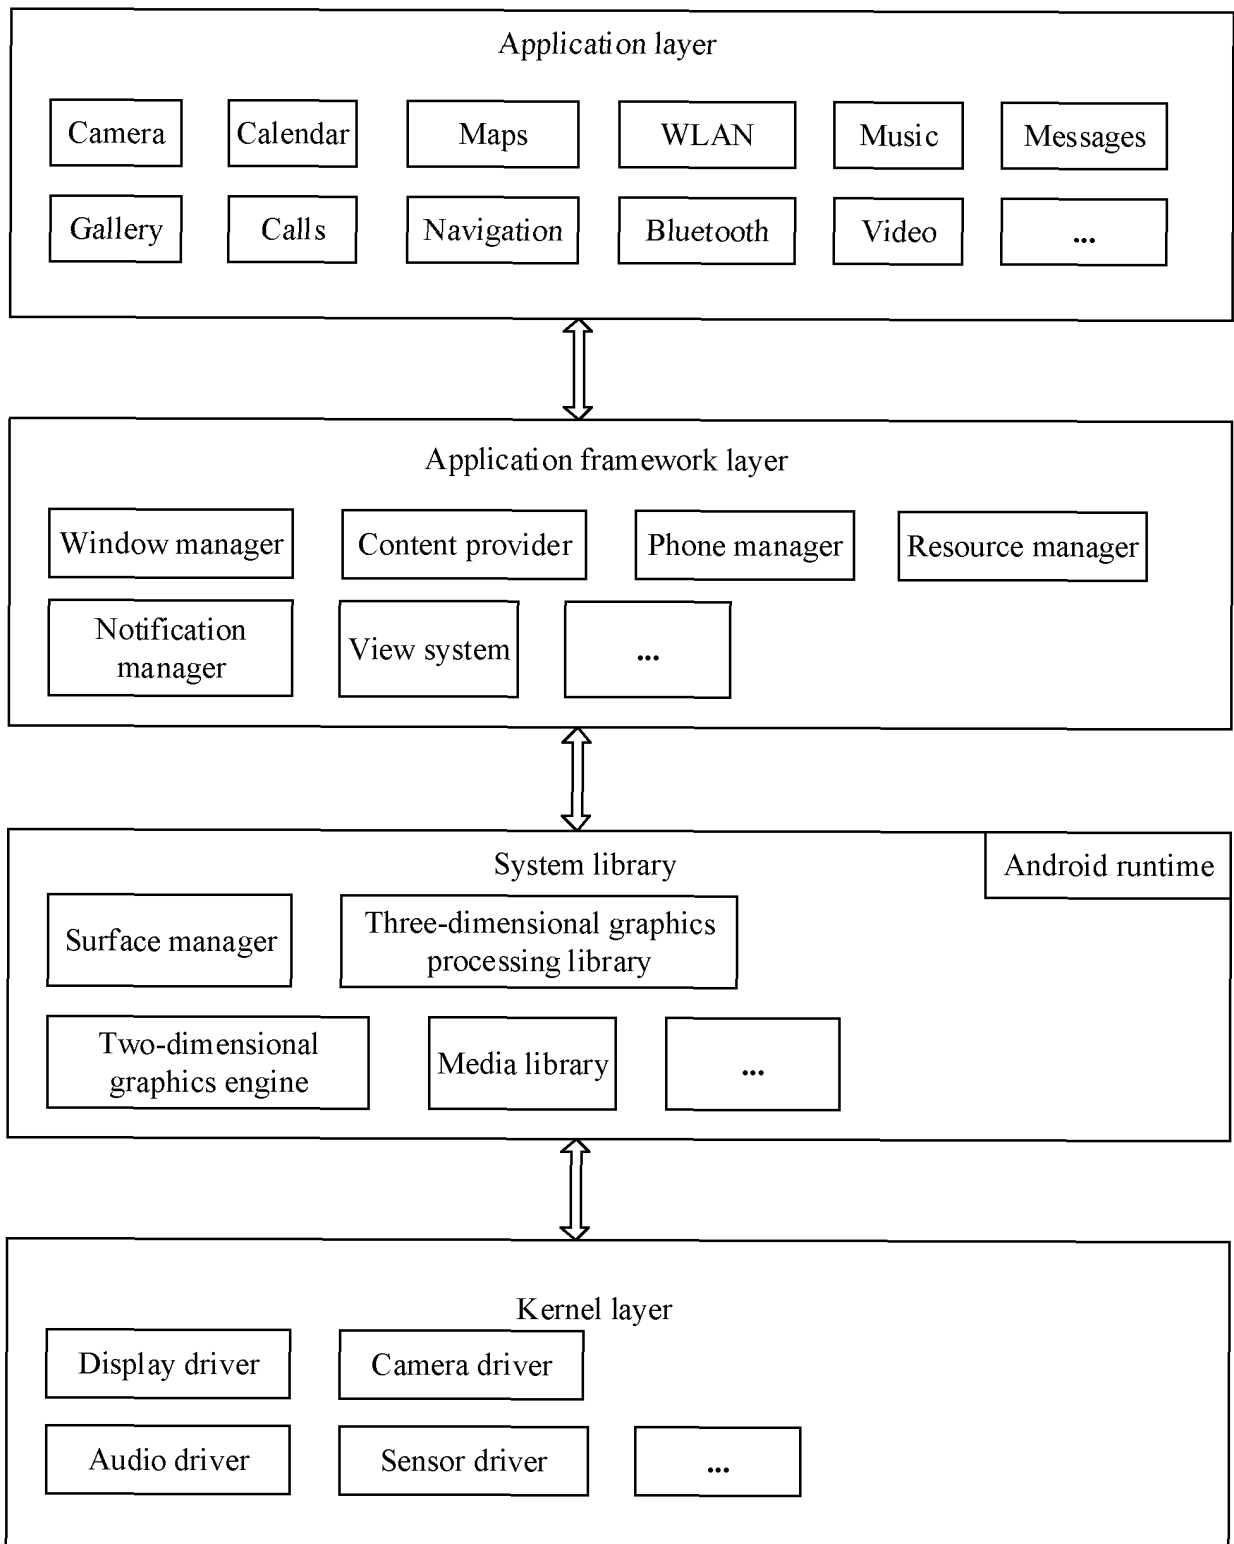 Application layer
Camera
Calendar
Maps
WLAN
Music
Messages
Gallery
Calls
Navigation
Bluetooth
Video
...
Application framework layer
Window manager
Content provider
Phone manager
Resource manager
Notification
manager
View system
...
System library
Android runtime
Surface manager
Three-dimensional graphics
processing library
Two-dimensional
graphics engine
Media library
...
Kernel layer
Display driver
Camera driver
Audio driver
Sensor driver
...